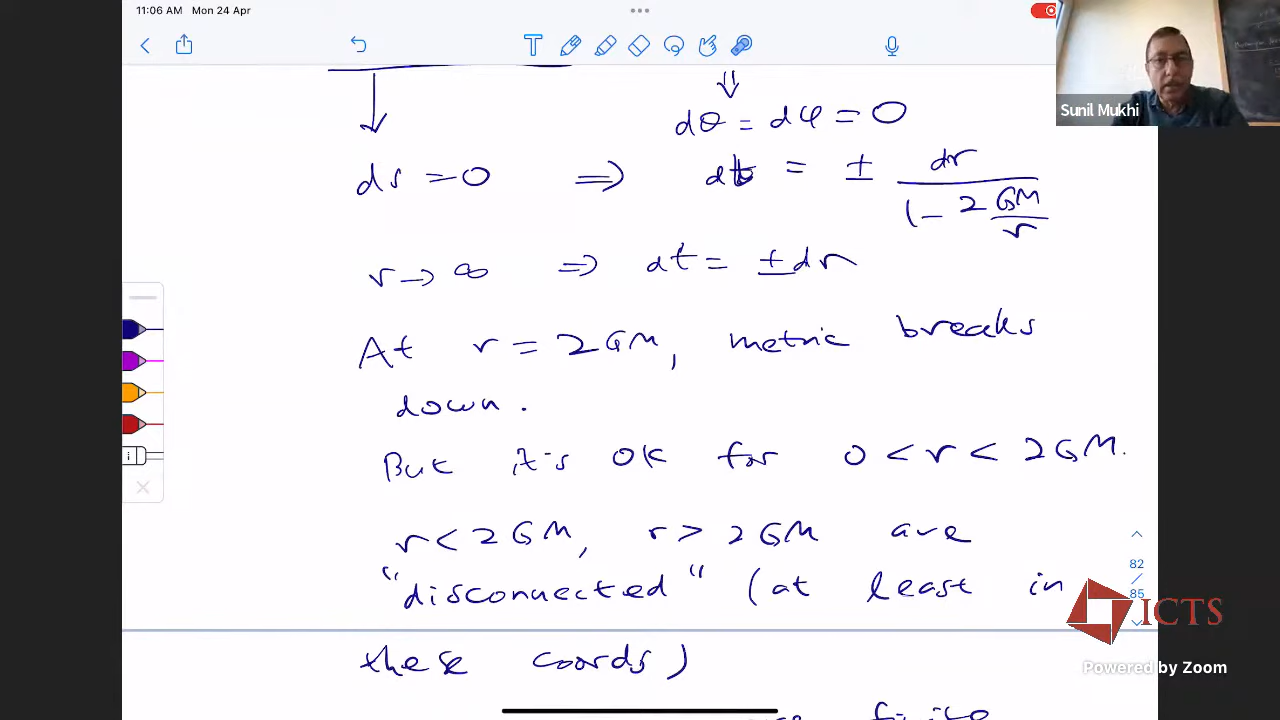 11:06 AM Mon 24 Apr
Sunil Mukhi
dθ = dφ = 0
ds = 0 ⇒ dt = ± dr / (1 - 2GM/r)
r → ∞ ⇒ dt = ± dr
At r = 2GM, metric breaks
down.
But it's OK for 0 < r < 2GM.
r < 2GM, r > 2GM are
"disconnected" (at least in
82
/
85
ICTS
these coords)
Powered by Zoom
finite